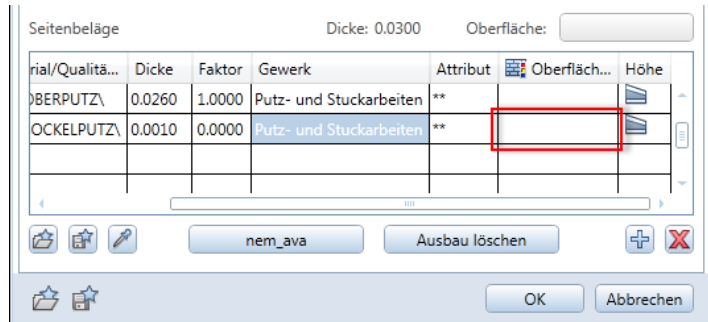 Seitenbeläge Dicke: 0.0300 Oberfläche:
rial/Qualitä... Dicke Faktor Gewerk Attribut Oberfläch... Höhe
OBERPUTZ\ 0.0260 1.0000 Putz- und Stuckarbeiten **
OCKELPUTZ\ 0.0010 0.0000 Putz- und Stuckarbeiten **
nem_ava Ausbau löschen
OK Abbrechen